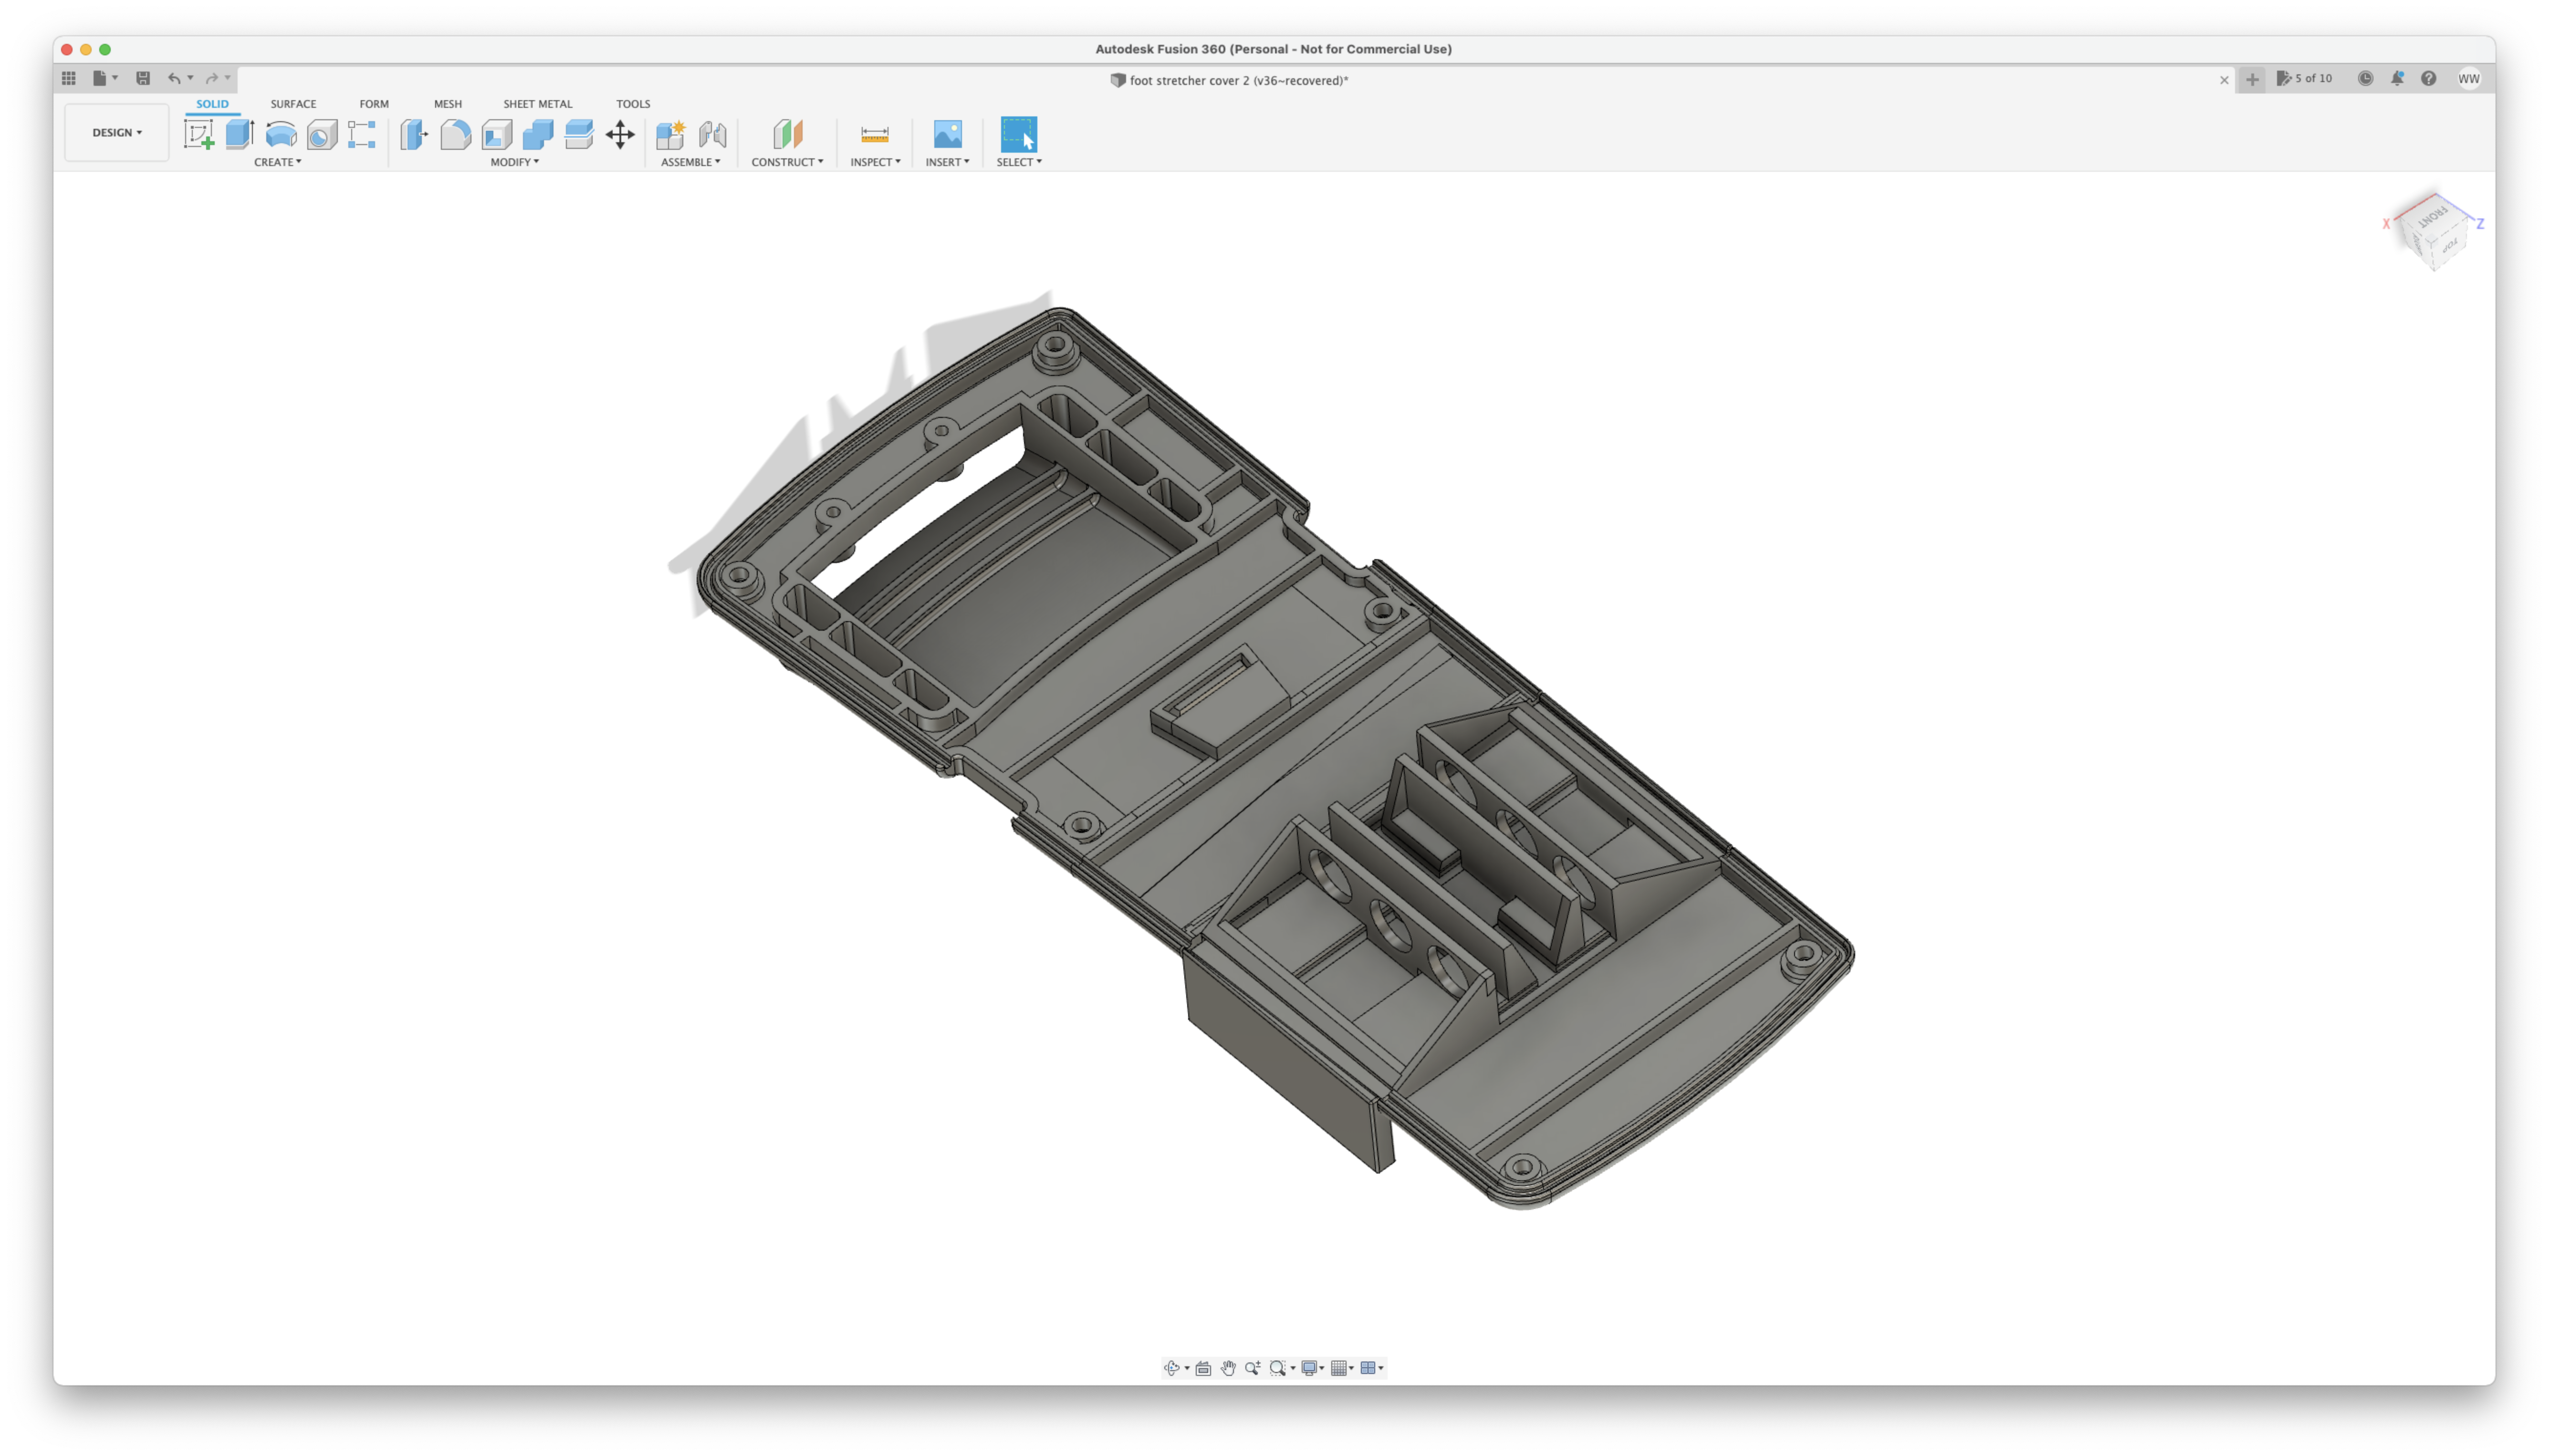 Autodesk Fusion 360 (Personal - Not for Commercial Use)
foot stretcher cover 2 (v36~recovered)*
5 of 10
WW
SOLID SURFACE FORM MESH SHEET METAL TOOLS
DESIGN
CREATE MODIFY ASSEMBLE CONSTRUCT INSPECT INSERT SELECT
X FRONT Z
TOP